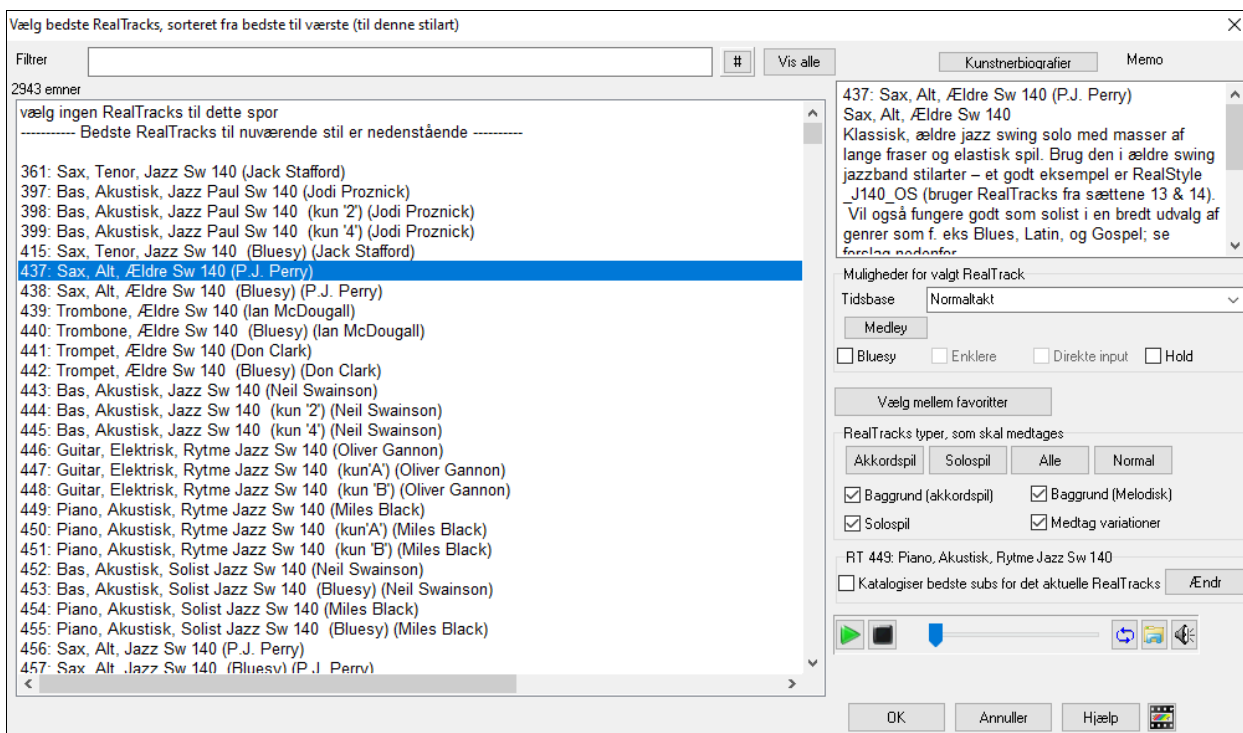 Vælg bedste RealTracks, sorteret fra bedste til værste (til denne stilart)
Filtrer
#
Vis alle
Kunstnerbiografier
Memo
2943 emner
vælg ingen RealTracks til dette spor
----------- Bedste RealTracks til nuværende stil er nedenstående ----------
361: Sax, Tenor, Jazz Sw 140 (Jack Stafford)
397: Bas, Akustisk, Jazz Paul Sw 140 (Jodi Proznick)
398: Bas, Akustisk, Jazz Paul Sw 140 (kun '2') (Jodi Proznick)
399: Bas, Akustisk, Jazz Paul Sw 140 (kun '4') (Jodi Proznick)
415: Sax, Tenor, Jazz Sw 140 (Bluesy) (Jack Stafford)
437: Sax, Alt, Ældre Sw 140 (P.J. Perry)
438: Sax, Alt, Ældre Sw 140 (Bluesy) (P.J. Perry)
439: Trombone, Ældre Sw 140 (Ian McDougall)
440: Trombone, Ældre Sw 140 (Bluesy) (Ian McDougall)
441: Trompet, Ældre Sw 140 (Don Clark)
442: Trompet, Ældre Sw 140 (Bluesy) (Don Clark)
443: Bas, Akustisk, Jazz Sw 140 (Neil Swainson)
444: Bas, Akustisk, Jazz Sw 140 (kun '2') (Neil Swainson)
445: Bas, Akustisk, Jazz Sw 140 (kun '4') (Neil Swainson)
446: Guitar, Elektrisk, Rytme Jazz Sw 140 (Oliver Gannon)
447: Guitar, Elektrisk, Rytme Jazz Sw 140 (kun'A') (Oliver Gannon)
448: Guitar, Elektrisk, Rytme Jazz Sw 140 (kun 'B') (Oliver Gannon)
449: Piano, Akustisk, Rytme Jazz Sw 140 (Miles Black)
450: Piano, Akustisk, Rytme Jazz Sw 140 (kun'A') (Miles Black)
451: Piano, Akustisk, Rytme Jazz Sw 140 (kun 'B') (Miles Black)
452: Bas, Akustisk, Solist Jazz Sw 140 (Neil Swainson)
453: Bas, Akustisk, Solist Jazz Sw 140 (Bluesy) (Neil Swainson)
454: Piano, Akustisk, Solist Jazz Sw 140 (Miles Black)
455: Piano, Akustisk, Solist Jazz Sw 140 (Bluesy) (Miles Black)
456: Sax, Alt, Jazz Sw 140 (P.J. Perry)
457: Sax, Alt, Jazz Sw 140 (Bluesy) (P.J. Perry)
437: Sax, Alt, Ældre Sw 140 (P.J. Perry)
Sax, Alt, Ældre Sw 140
Klassisk, ældre jazz swing solo med masser af
lange fraser og elastisk spil. Brug den i ældre swing
jazzband stilarter – et godt eksempel er RealStyle
_J140_OS (bruger RealTracks fra sættene 13 & 14).
Vil også fungere godt som solist i en bredt udvalg af
genrer som f. eks Blues, Latin, og Gospel; se
forslag nedenfor
Muligheder for valgt RealTrack
Tidsbase
Normaltakt
Medley
Bluesy
Enklere
Direkte input
Hold
Vælg mellem favoritter
RealTracks typer, som skal medtages
Akkordspil
Solospil
Alle
Normal
Baggrund (akkordspil)
Baggrund (Melodisk)
Solospil
Medtag variationer
RT 449: Piano, Akustisk, Rytme Jazz Sw 140
Katalogiser bedste subs for det aktuelle RealTracks
Ændr
OK
Annuller
Hjælp